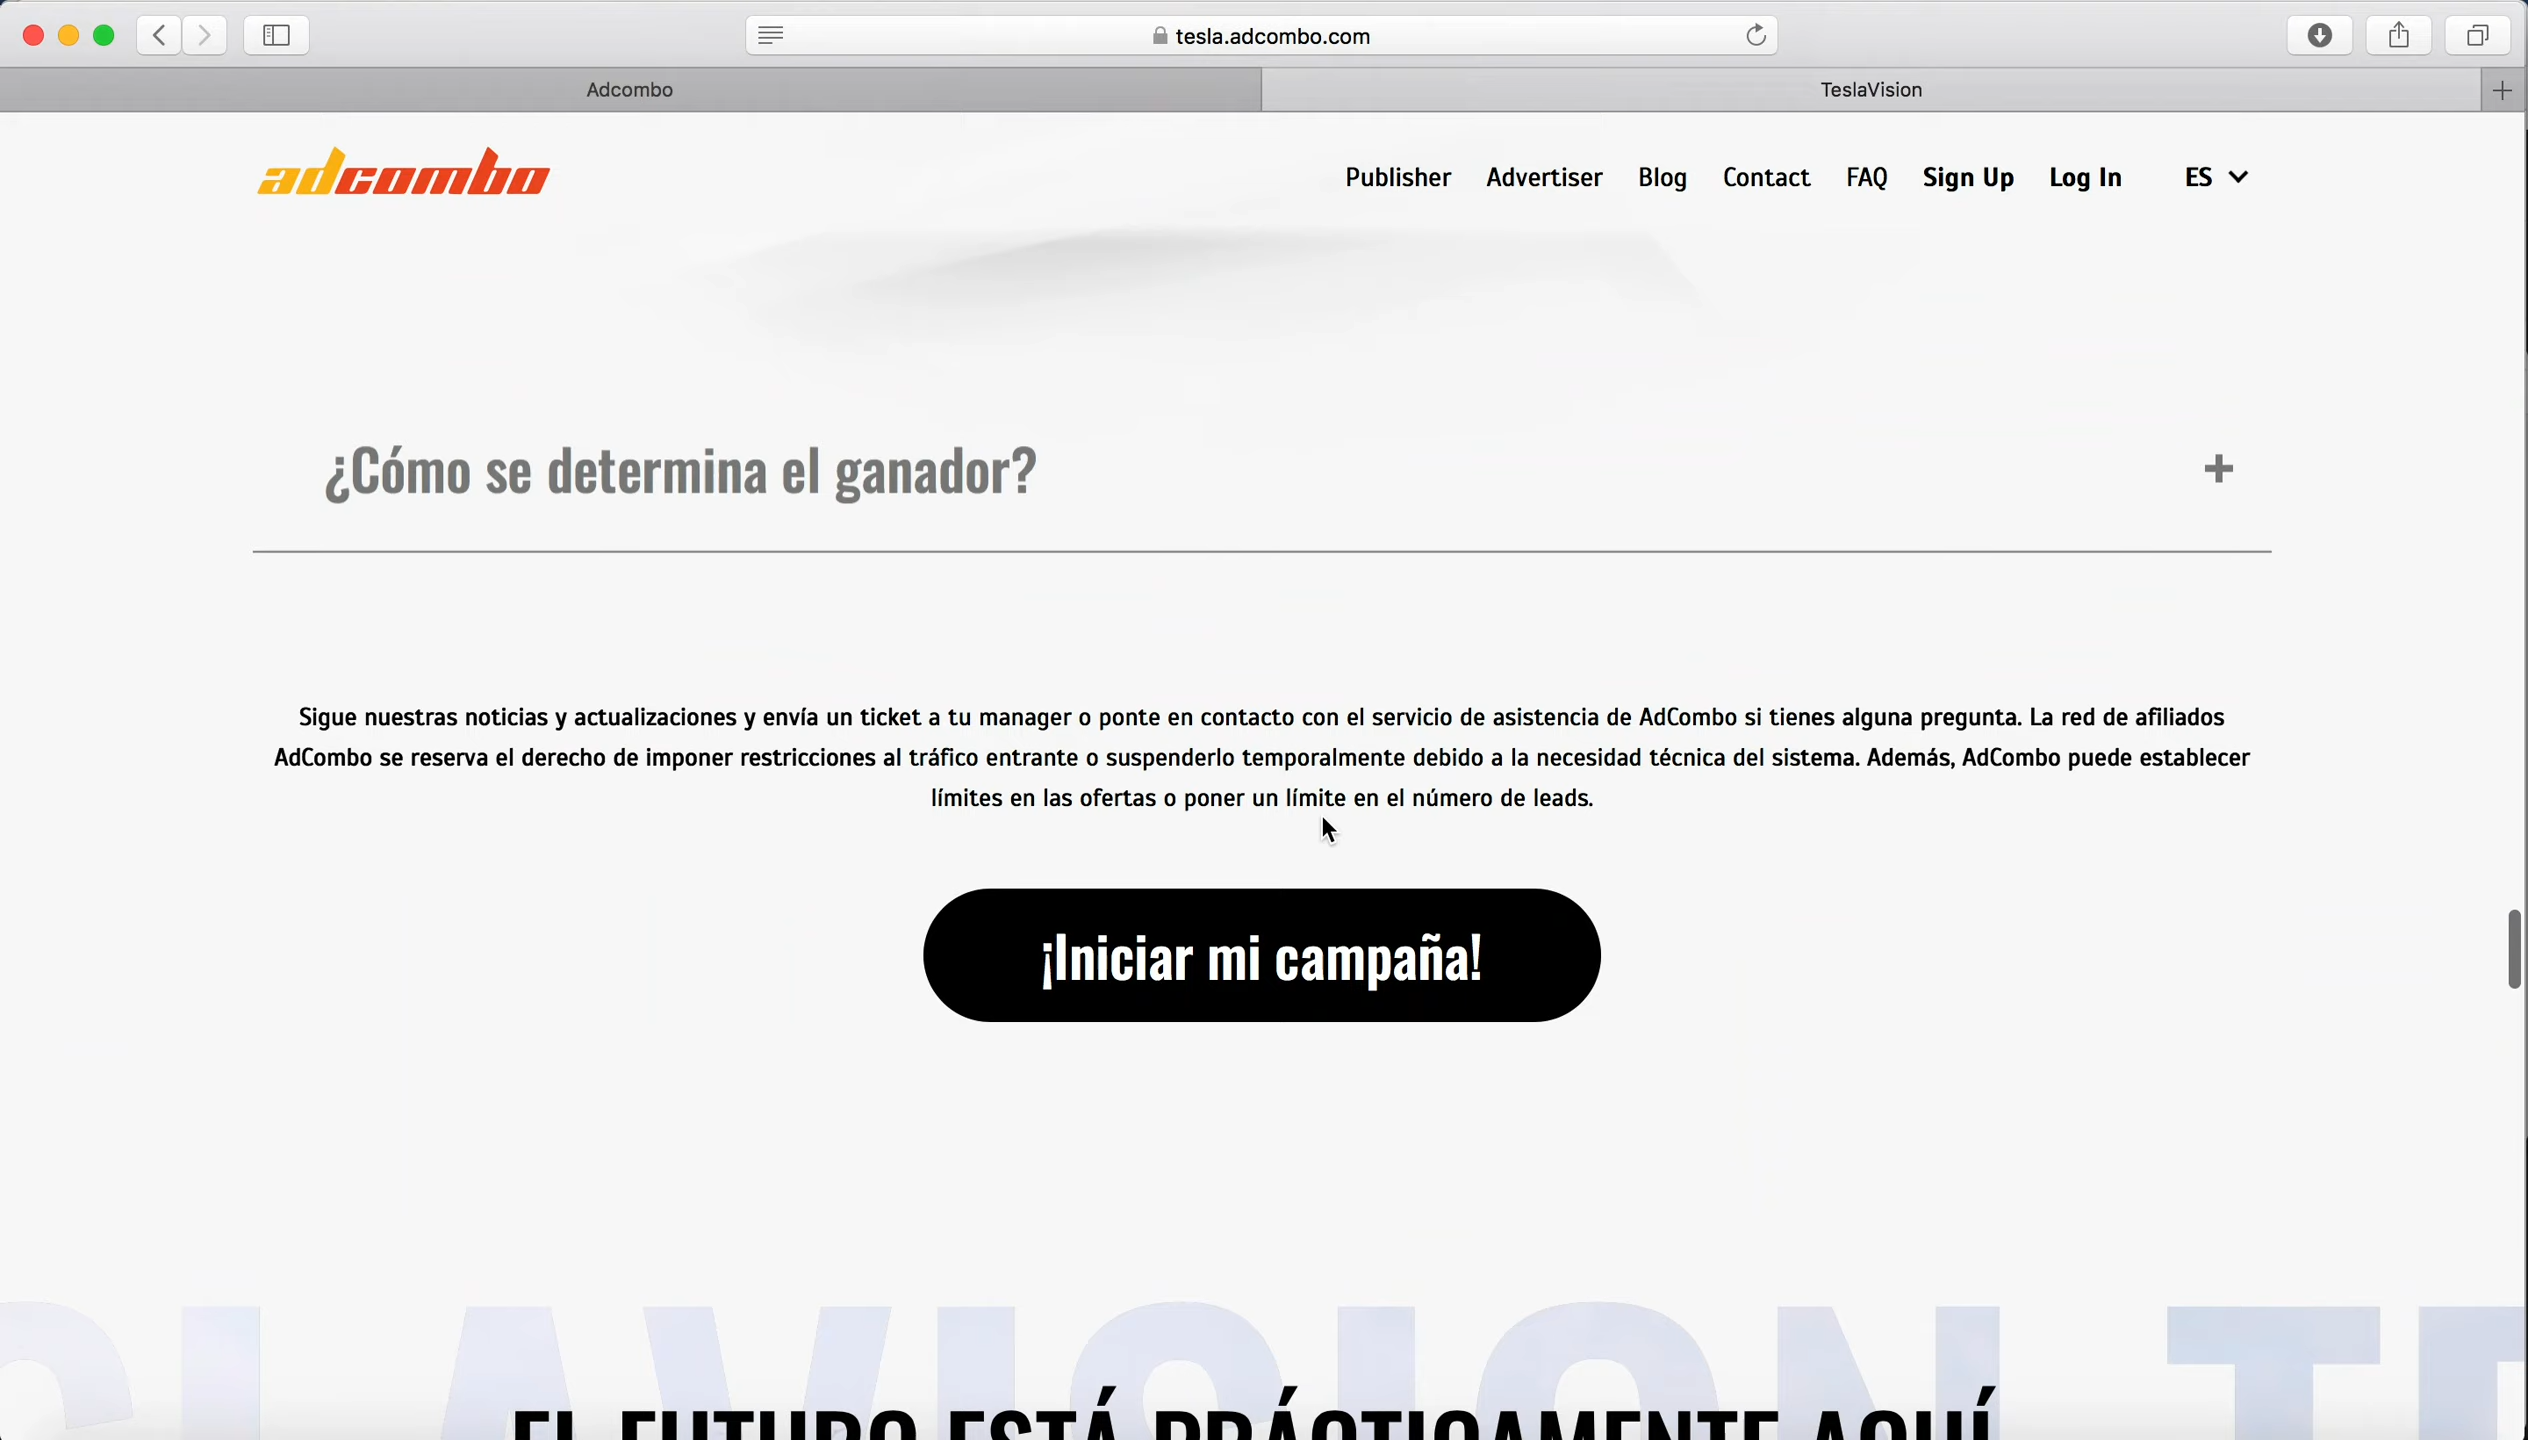 tesla.adcombo.com
Adcombo
TeslaVision
adcombo
Publisher Advertiser Blog Contact FAQ Sign Up Log In ES
¿Cómo se determina el ganador?
Sigue nuestras noticias y actualizaciones y envía un ticket a tu manager o ponte en contacto con el servicio de asistencia de AdCombo si tienes alguna pregunta. La red de afiliados
AdCombo se reserva el derecho de imponer restricciones al tráfico entrante o suspenderlo temporalmente debido a la necesidad técnica del sistema. Además, AdCombo puede establecer
límites en las ofertas o poner un límite en el número de leads.
¡Iniciar mi campaña!
SLAVISION TE
EL FUTURO ESTÁ PRÁCTICAMENTE AQUÍ